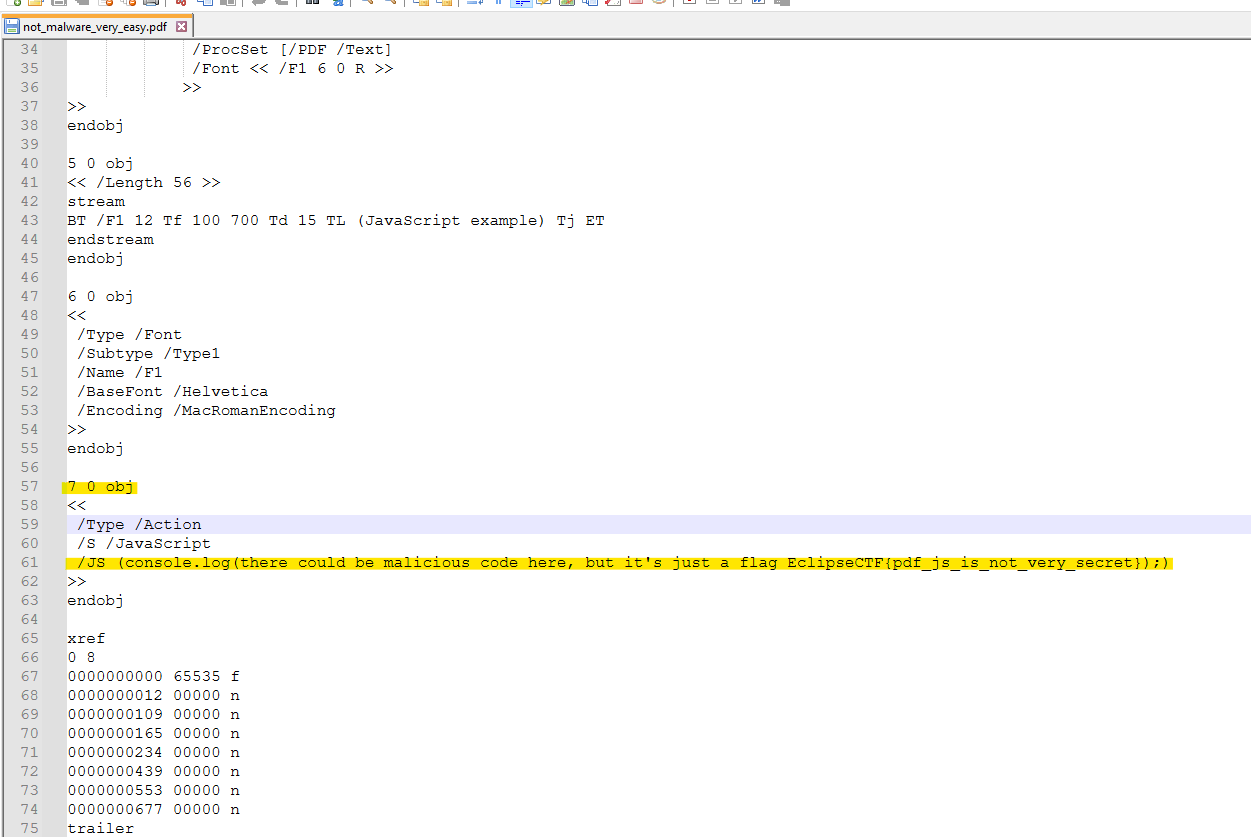 not_malware_very_easy.pdf
34 /ProcSet [/PDF /Text]
35 /Font << /F1 6 0 R >>
36 >>
37 >>
38 endobj
39
40 5 0 obj
41 << /Length 56 >>
42 stream
43 BT /F1 12 Tf 100 700 Td 15 TL (JavaScript example) Tj ET
44 endstream
45 endobj
46
47 6 0 obj
48 <<
49 /Type /Font
50 /Subtype /Type1
51 /Name /F1
52 /BaseFont /Helvetica
53 /Encoding /MacRomanEncoding
54 >>
55 endobj
56
57 7 0 obj
58 <<
59 /Type /Action
60 /S /JavaScript
61 /JS (console.log(there could be malicious code here, but it's just a flag EclipseCTF{pdf_js_is_not_very_secret});)
62 >>
63 endobj
64
65 xref
66 0 8
67 0000000000 65535 f
68 0000000012 00000 n
69 0000000109 00000 n
70 0000000165 00000 n
71 0000000234 00000 n
72 0000000439 00000 n
73 0000000553 00000 n
74 0000000677 00000 n
75 trailer